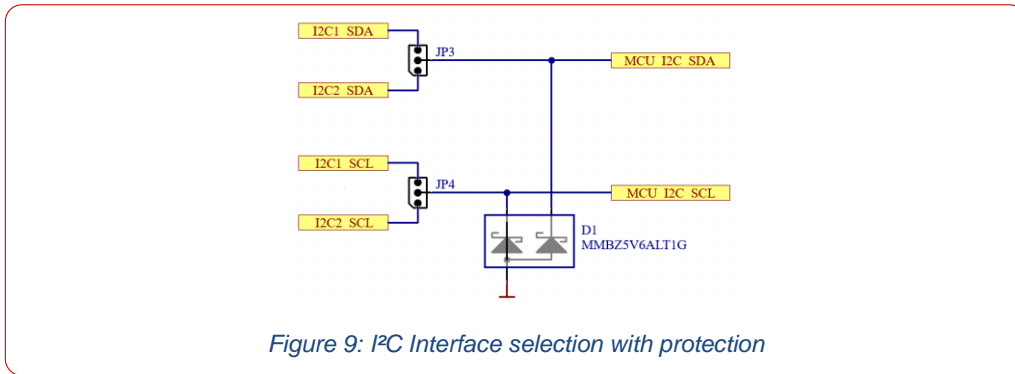 I2C1 SDA
JP3
MCU I2C SDA
I2C2 SDA
I2C1 SCL
JP4
MCU I2C SCL
I2C2 SCL
D1
MMBZ5V6ALT1G
Figure 9: I²C Interface selection with protection